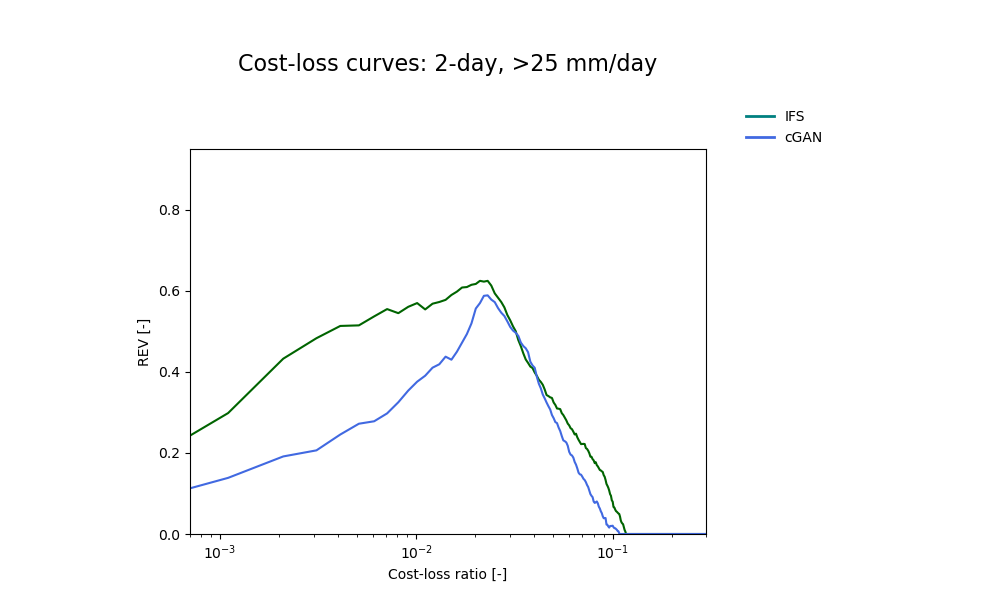 Cost-loss curves: 2-day, >25 mm/day
IFS
cGAN
0.8
0.6
0.4
0.2
0.0
REV [-]
10⁻³
10⁻²
10⁻¹
Cost-loss ratio [-]